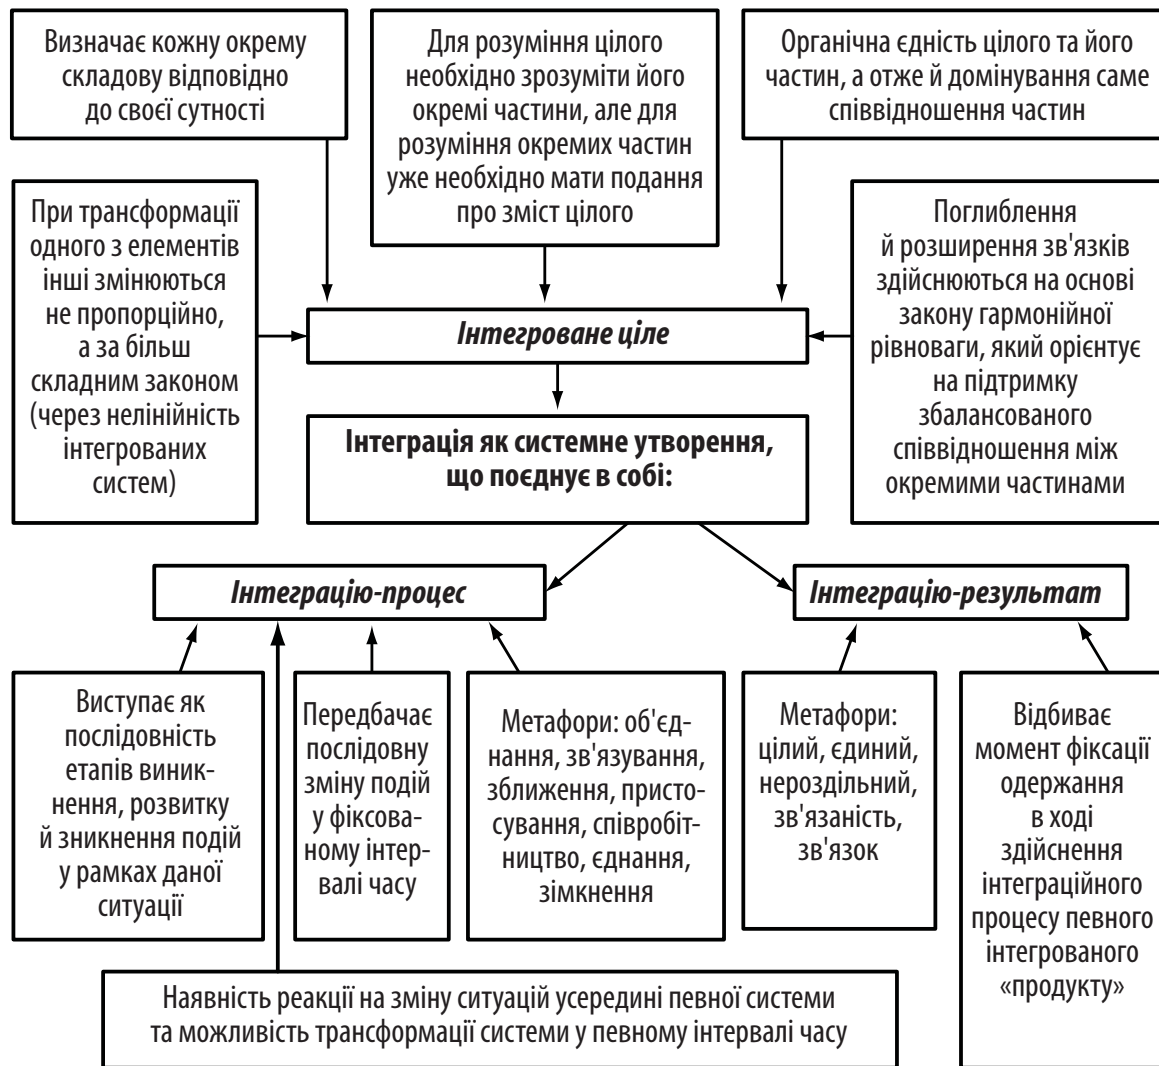 Визначає кожну окрему
складову відповідно
до своєї сутності
Для розуміння цілого
необхідно зрозуміти його
окремі частини, але для
розуміння окремих частин
уже необхідно мати подання
про зміст цілого
Органічна єдність цілого та його
частин, а отже й домінування саме
співвідношення частин
При трансформації
одного з елементів
інші змінюються
не пропорційно,
а за більш
складним законом
(через нелінійність
інтегрованих
систем)
Інтегроване ціле
Поглиблення
й розширення зв'язків
здійснюються на основі
закону гармонійної
рівноваги, який орієнтує
на підтримку
збалансованого
співвідношення між
окремими частинами
Інтеграція як системне утворення,
що поєднує в собі:
Інтеграцію-процес
Інтеграцію-результат
Виступає як
послідовність
етапів виник-
нення, розвитку
й зникнення подій
у рамках даної
ситуації
Передбачає
послідовну
зміну подій
у фіксова-
ному інтер-
валі часу
Метафори: об'єд-
нання, зв'язування,
зближення, присто-
сування, співробіт-
ництво, єднання,
зімкнення
Метафори:
цілий, єдиний,
нероздільний,
зв'язаність,
зв'язок
Відбиває
момент фіксації
одержання
в ході
здійснення
інтеграційного
процесу певного
інтегрованого
«продукту»
Наявність реакції на зміну ситуацій усередині певної системи
та можливість трансформації системи у певному інтервалі часу